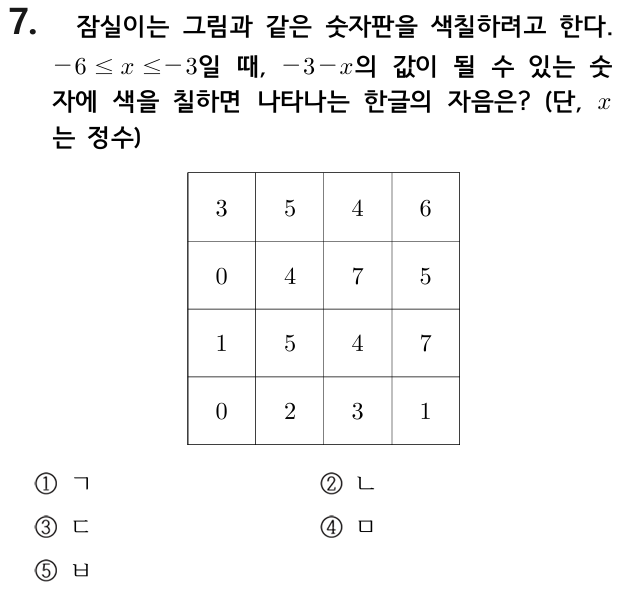 7. 잠실이는 그림과 같은 숫자판을 색칠하려고 한다.
−6 ≤ x ≤ −3일 때, −3−x의 값이 될 수 있는 숫
자에 색을 칠하면 나타나는 한글의 자음은? (단, x
는 정수)
3 5 4 6
0 4 7 5
1 5 4 7
0 2 3 1
① ㄱ ② ㄴ
③ ㄷ ④ ㅁ
⑤ ㅂ